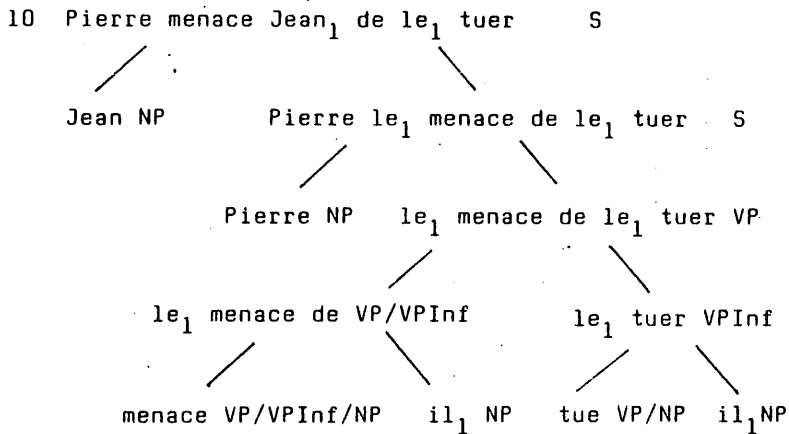 10 Pierre menace Jean₁ de le₁ tuer S
Jean NP Pierre le₁ menace de le₁ tuer S
Pierre NP le₁ menace de le₁ tuer VP
le₁ menace de VP/VPInf le₁ tuer VPInf
menace VP/VPInf/NP il₁ NP tue VP/NP il₁NP